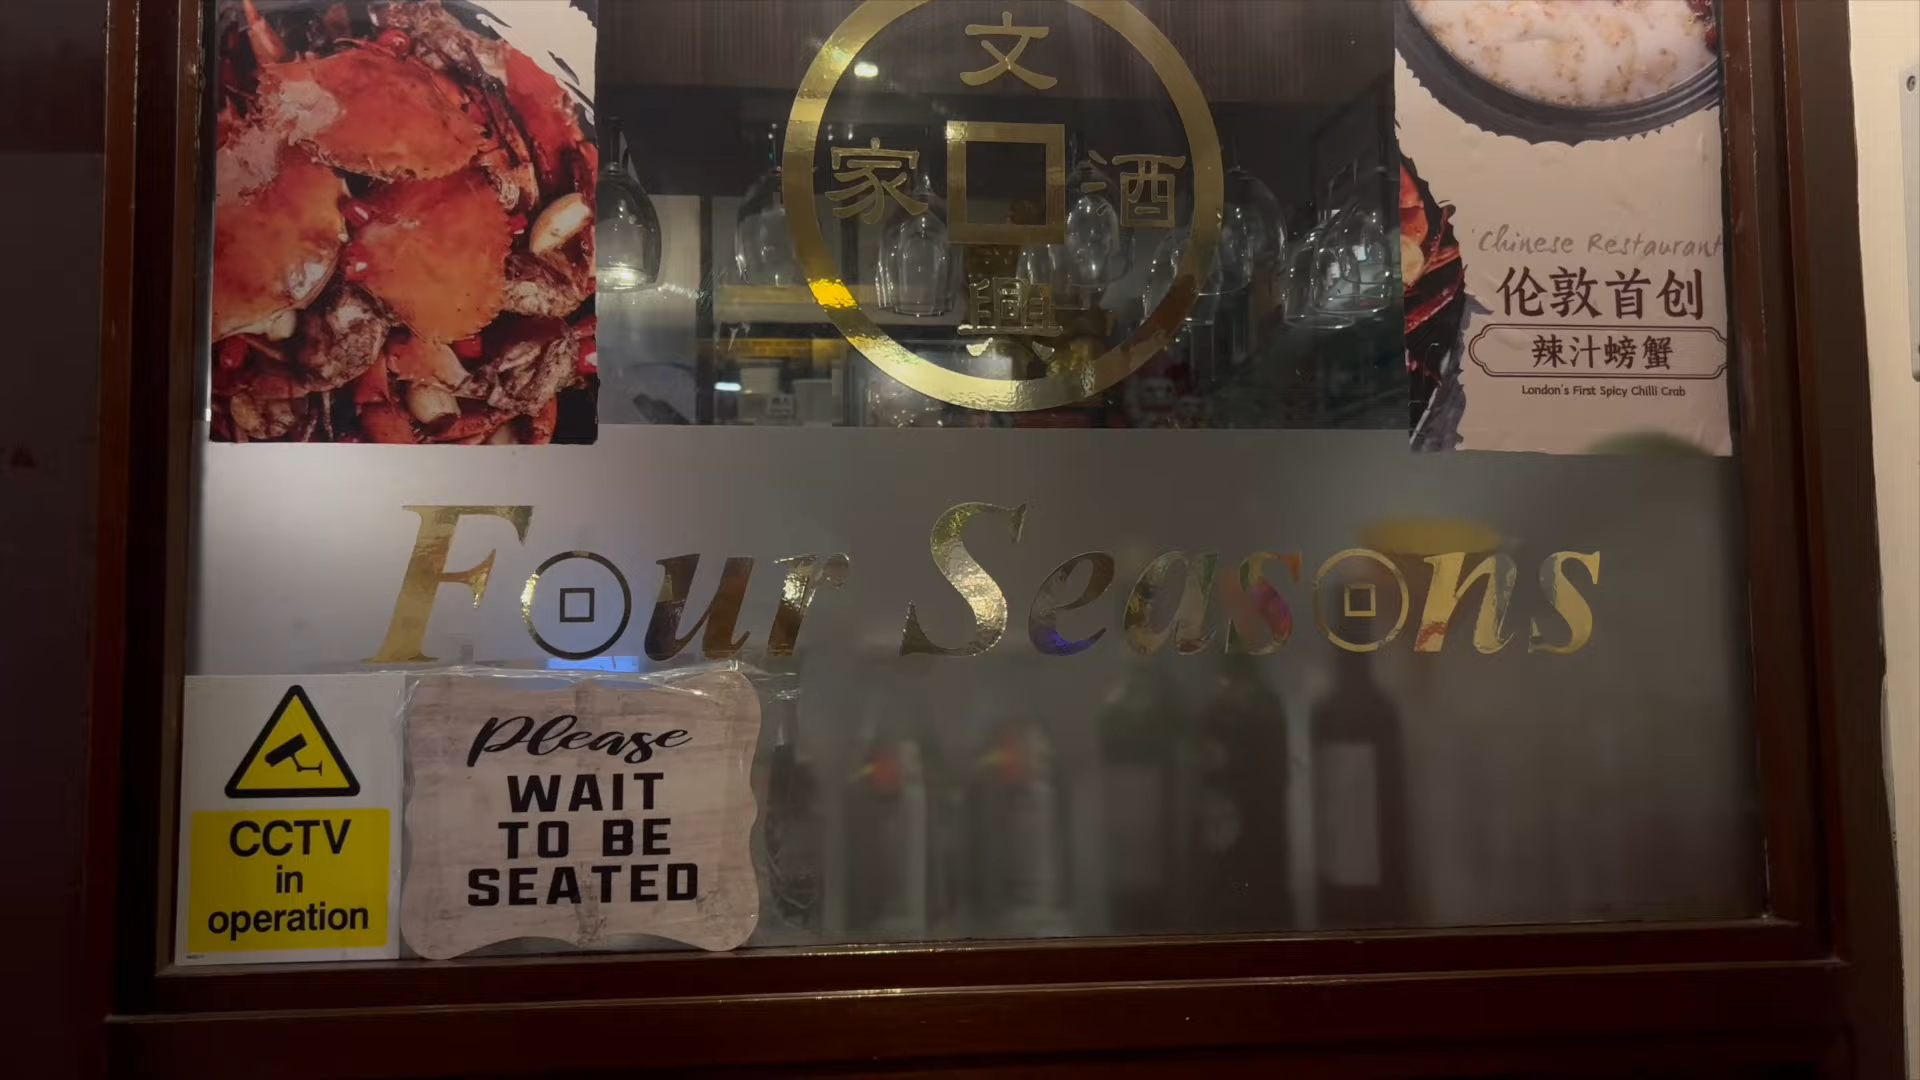 文
家 酒
興
Chinese Restaurant
伦敦首创
辣汁螃蟹
London's First Spicy Chilli Crab
Four Seasons
Please
WAIT
TO BE
SEATED
CCTV
in
operation